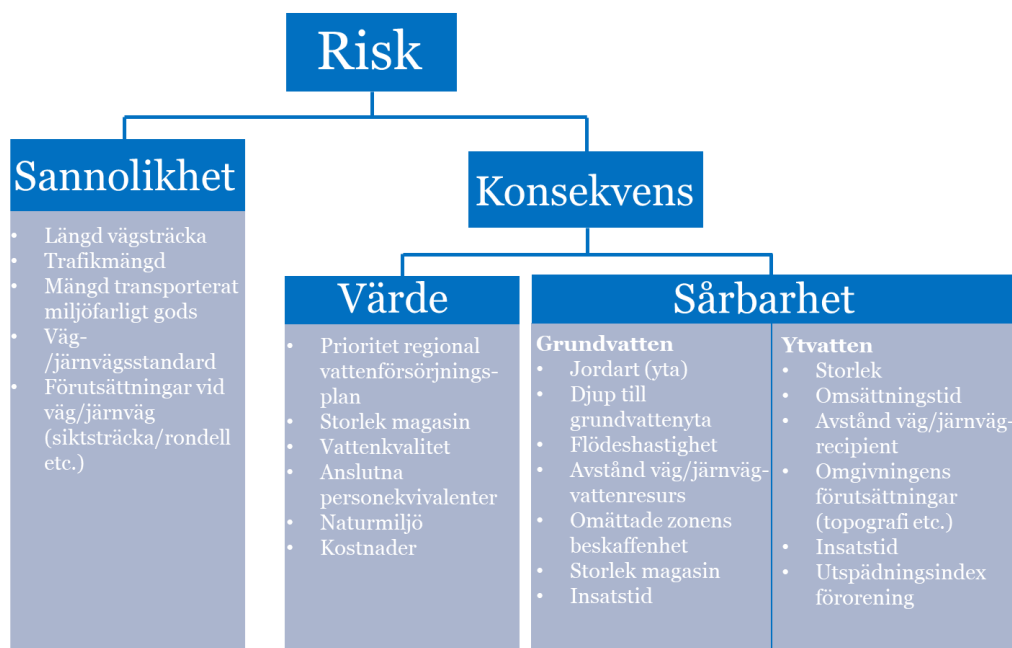 Risk
Sannolikhet
• Längd vägsträcka
• Trafikmängd
• Mängd transporterat
miljöfarligt gods
• Väg-
/järnvägsstandard
• Förutsättningar vid
väg/järnväg
(siktsträcka/rondell
etc.)
Konsekvens
Värde
• Prioritet regional
vattenförsörjnings-
plan
• Storlek magasin
• Vattenkvalitet
• Anslutna
personekvivalenter
• Naturmiljö
• Kostnader
Sårbarhet
Grundvatten
• Jordart (yta)
• Djup till
grundvattenyta
• Flödeshastighet
• Avstånd väg/järnväg-
vattenresurs
• Omättade zonens
beskaffenhet
• Storlek magasin
• Insatstid
Ytvatten
• Storlek
• Omsättningstid
• Avstånd väg/järnväg-
recipient
• Omgivningens
förutsättningar
(topografi etc.)
• Insatstid
• Utspädningsindex
förorening